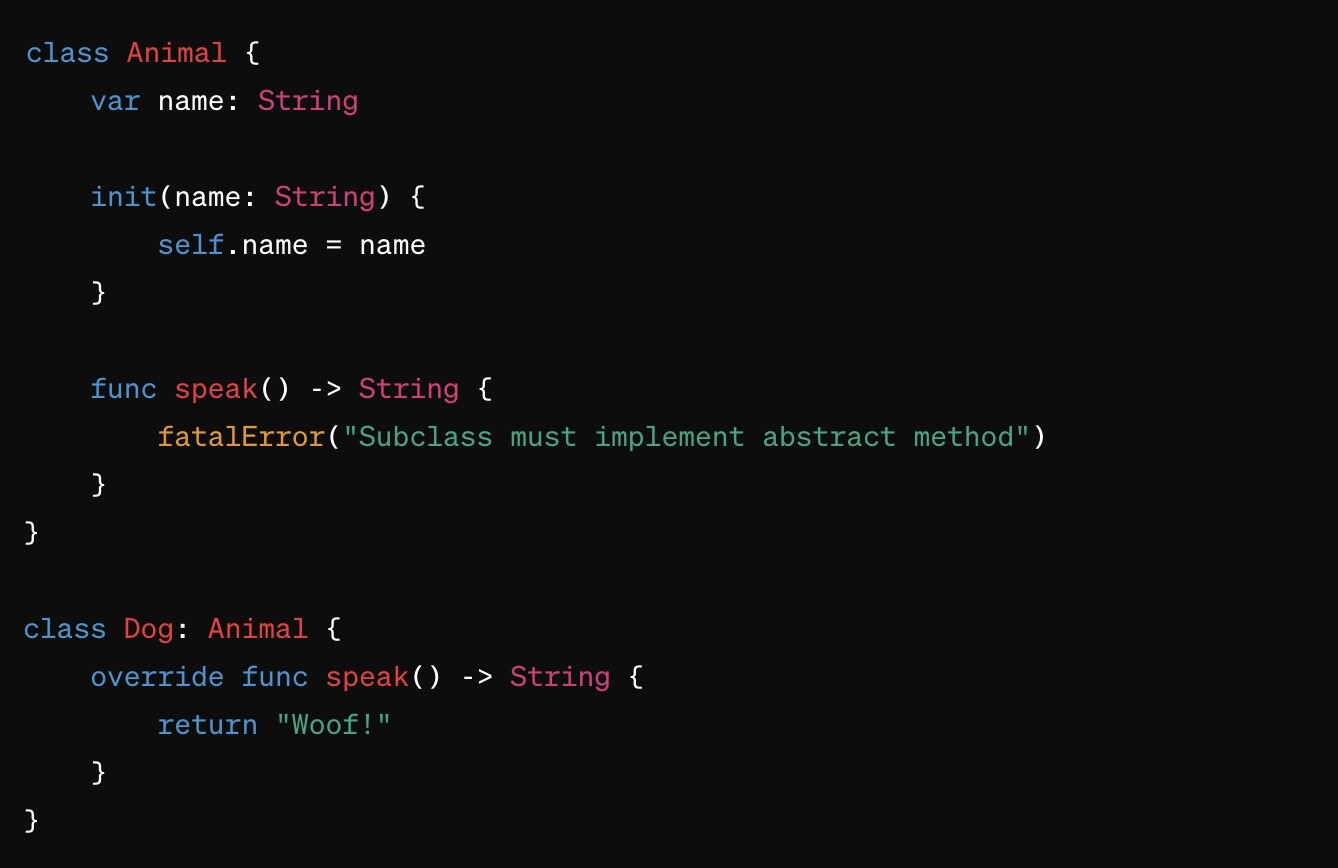 class Animal {
    var name: String

    init(name: String) {
        self.name = name
    }

    func speak() -> String {
        fatalError("Subclass must implement abstract method")
    }
}

class Dog: Animal {
    override func speak() -> String {
        return "Woof!"
    }
}